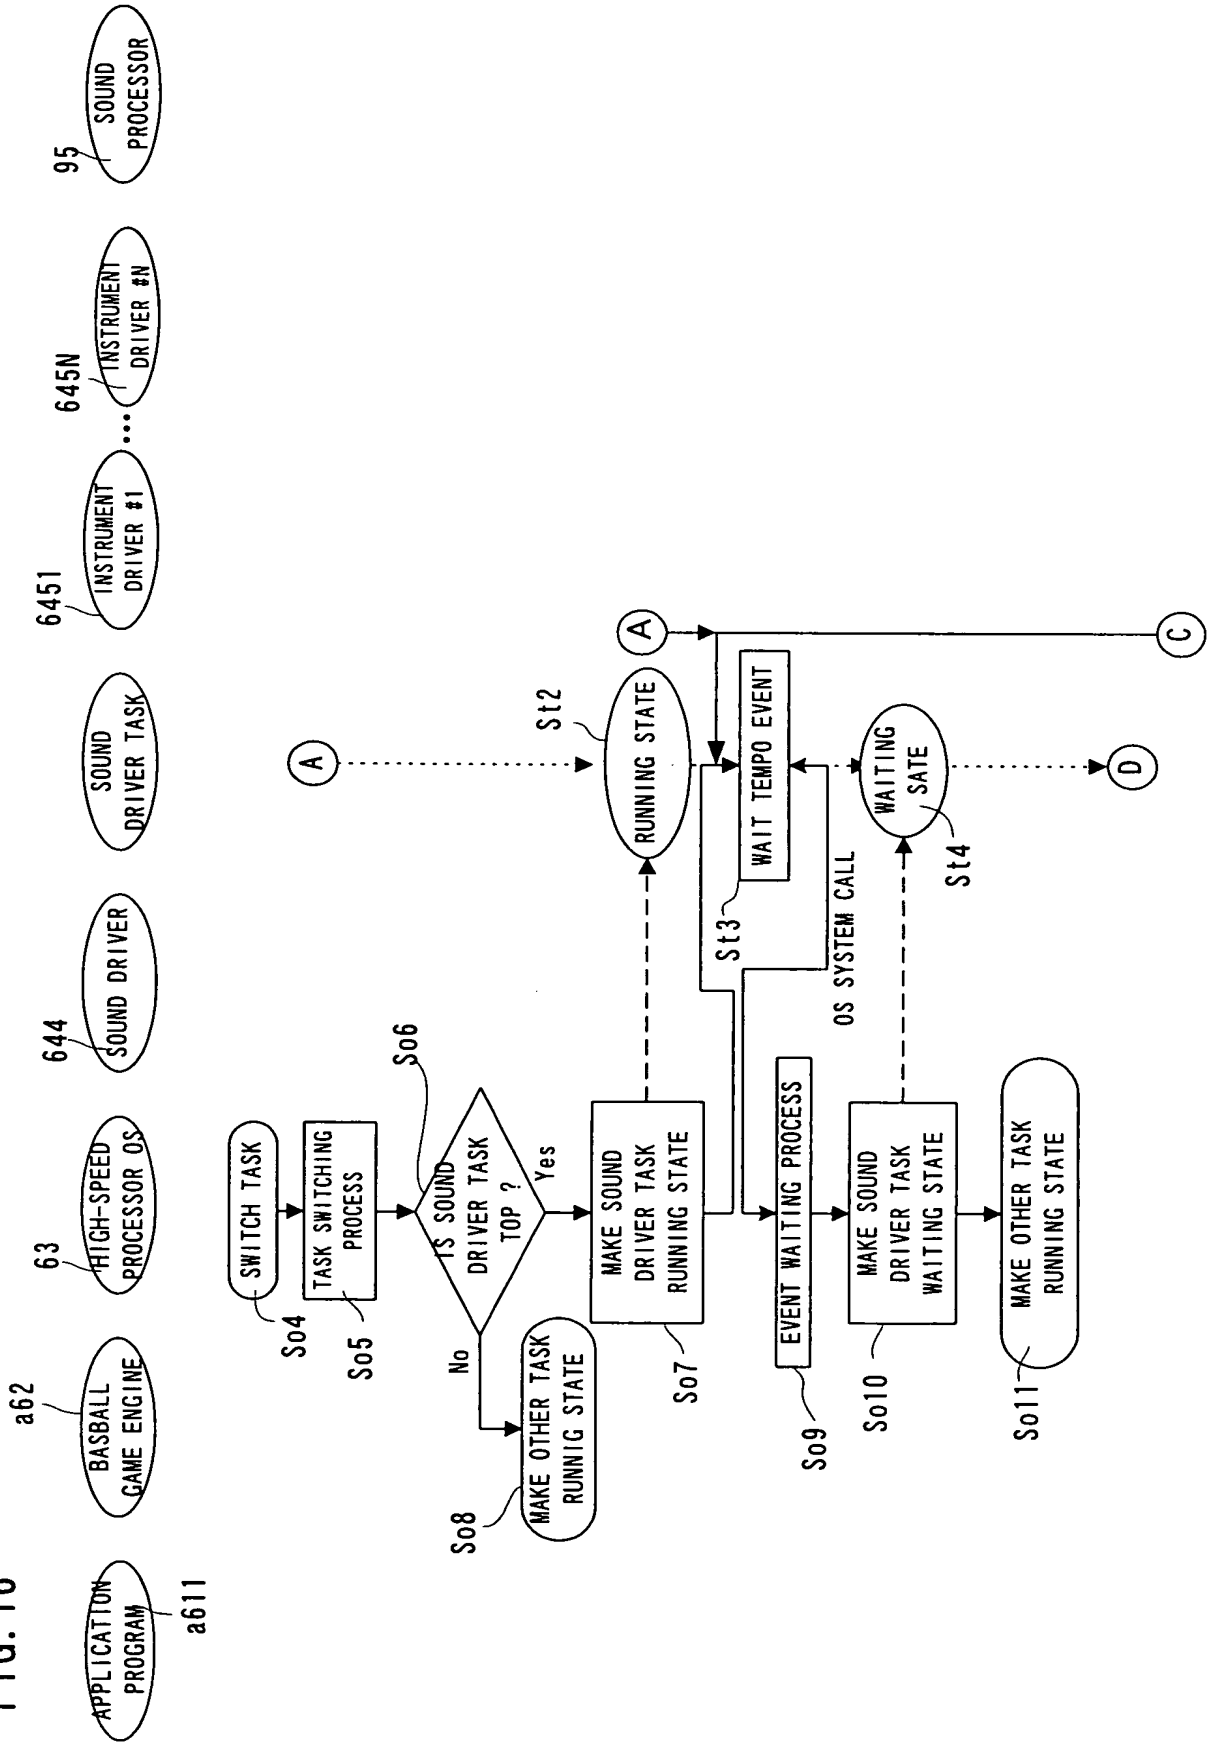 FIG. 16
APPLICATION
PROGRAM
a611
BASBALL
GAME ENGINE
a62
HIGH-SPEED
PROCESSOR OS
63
SOUND DRIVER
644
SOUND
DRIVER TASK
INSTRUMENT
DRIVER #1
6451
...
INSTRUMENT
DRIVER #N
645N
SOUND
PROCESSOR
95
SWITCH TASK
So4
TASK SWITCHING
PROCESS
So5
IS SOUND
DRIVER TASK
TOP ?
So6
No
Yes
MAKE OTHER TASK
RUNNIG STATE
So8
MAKE SOUND
DRIVER TASK
RUNNING STATE
So7
A
RUNNING STATE
St2
A
WAIT TEMPO EVENT
St3
OS SYSTEM CALL
EVENT WAITING PROCESS
So9
MAKE SOUND
DRIVER TASK
WAITING STATE
So10
WAITING
SATE
St4
MAKE OTHER TASK
RUNNING STATE
So11
D
C